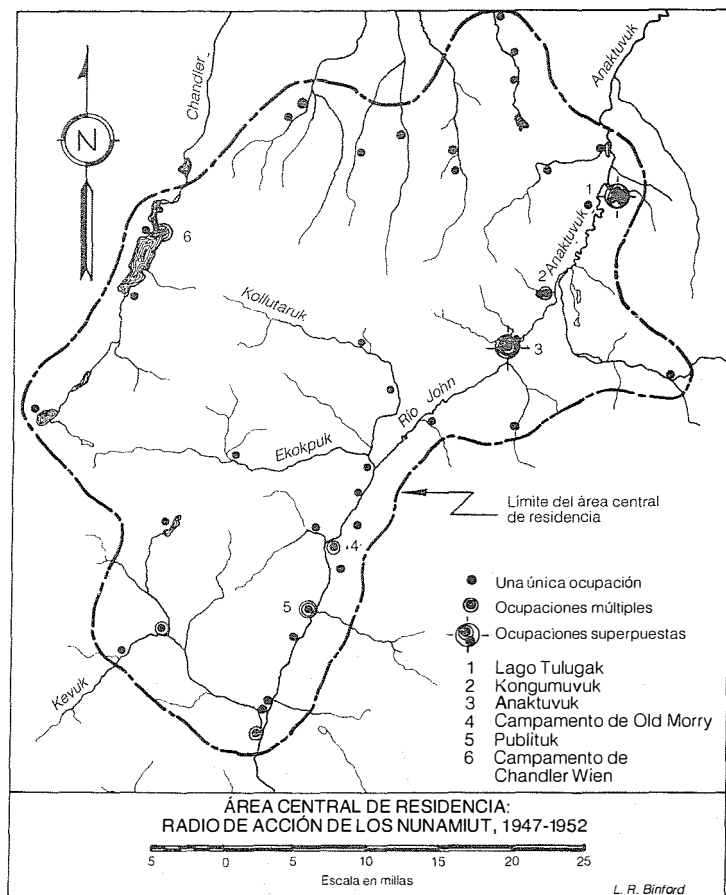 Chandler
Anaktuvuk
N
1
6
Anaktuvuk
2
Kollutaruk
3
Río John
Ekokpuk
Límite del área central
de residencia
4
5
Una única ocupación
Ocupaciones múltiples
Ocupaciones superpuestas
1 Lago Tulugak
2 Kongumuvuk
3 Anaktuvuk
4 Campamento de Old Morry
5 Publituk
6 Campamento de
Chandler Wien
Kevuk
ÁREA CENTRAL DE RESIDENCIA:
RADIO DE ACCIÓN DE LOS NUNAMIUT, 1947-1952
5 0 5 10 15 20 25
Escala en millas
L. R. Binford